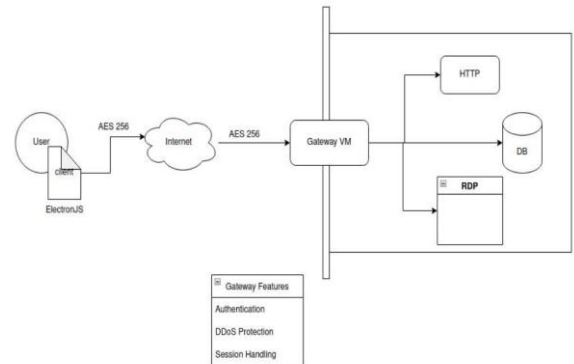 User
client
ElectronJS
AES 256
Internet
AES 256
Gateway VM
HTTP
DB
RDP
Gateway Features
Authentication
DDoS Protection
Session Handling